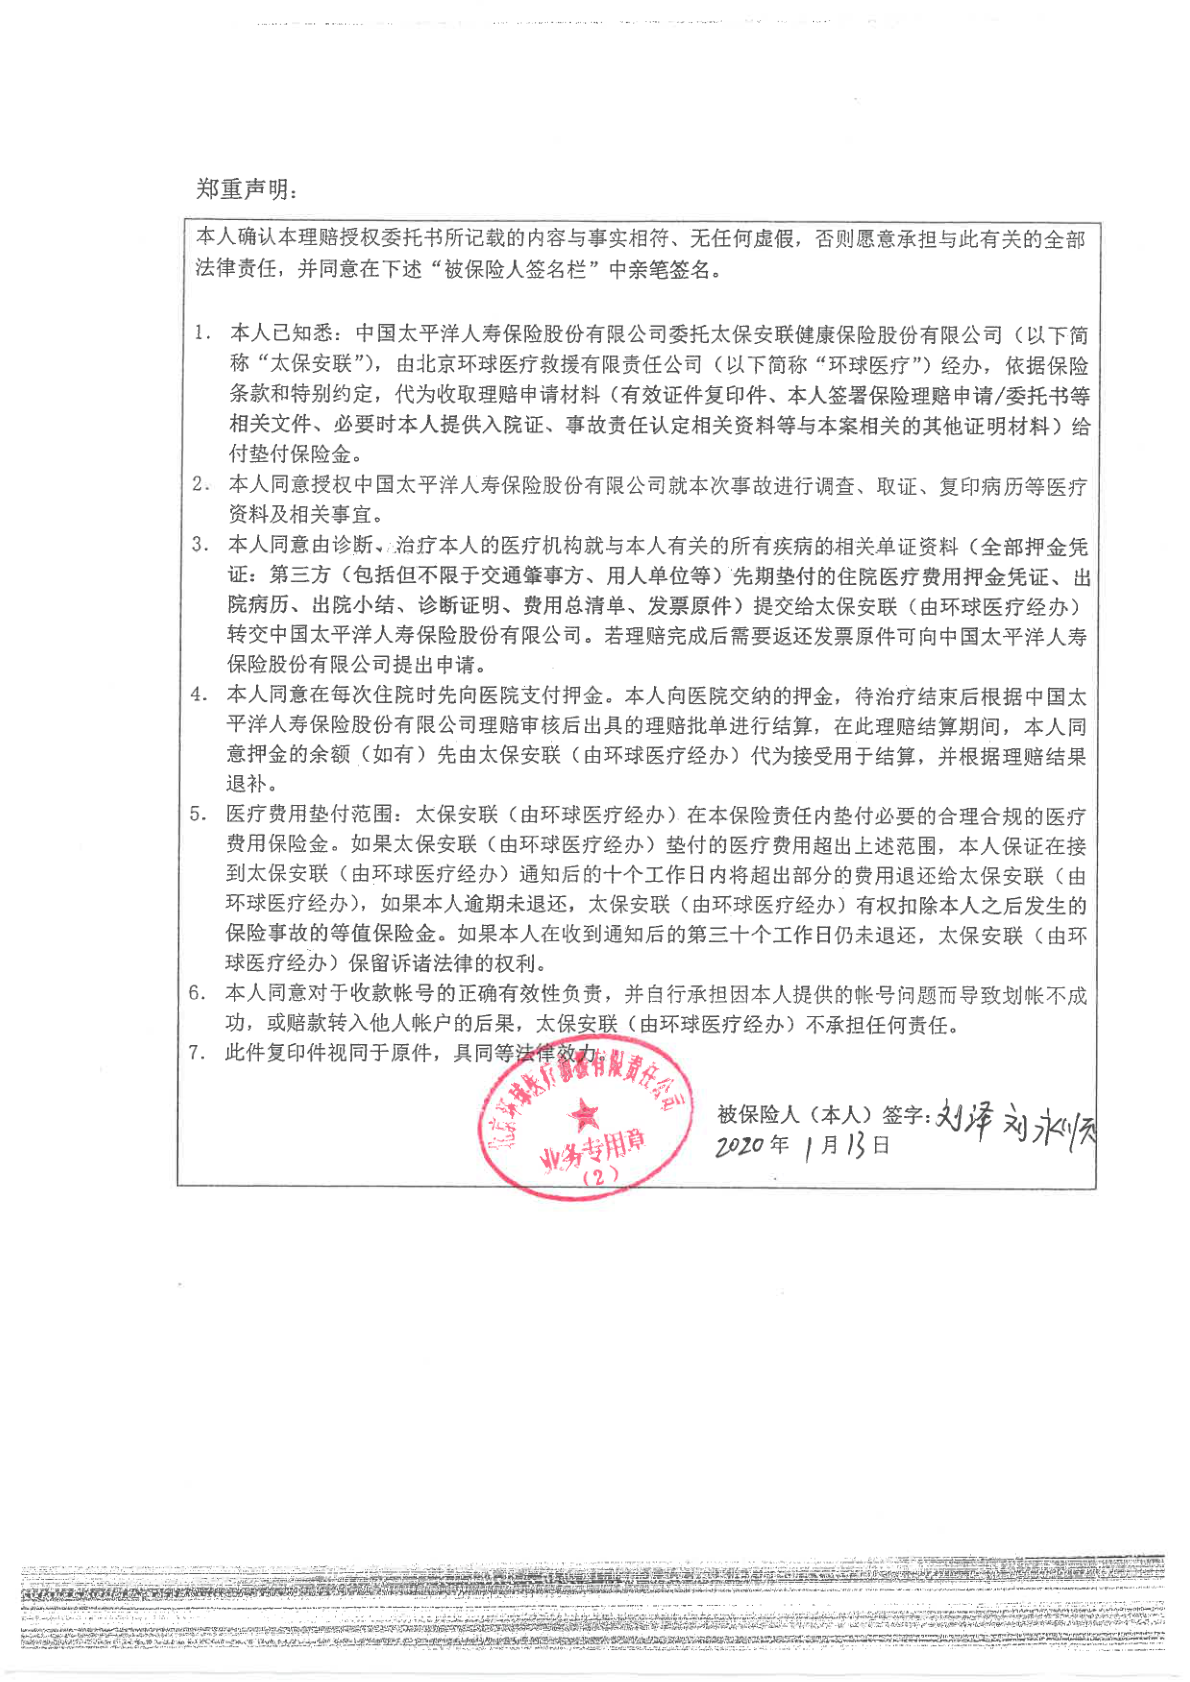 郑重声明：
本人确认本理赔授权委托书所记载的内容与事实相符、无任何虚假，否则愿意承担与此有关的全部
法律责任，并同意在下述“被保险人签名栏”中亲笔签名。
1． 本人已知悉：中国太平洋人寿保险股份有限公司委托太保安联健康保险股份有限公司（以下简
称“太保安联”），由北京环球医疗救援有限责任公司（以下简称“环球医疗”）经办，依据保险
条款和特别约定，代为收取理赔申请材料（有效证件复印件、本人签署保险理赔申请/委托书等
相关文件、必要时本人提供入院证、事故责任认定相关资料等与本案相关的其他证明材料）给
付垫付保险金。
2． 本人同意授权中国太平洋人寿保险股份有限公司就本次事故进行调查、取证、复印病历等医疗
资料及相关事宜。
3． 本人同意由诊断、治疗本人的医疗机构就与本人有关的所有疾病的相关单证资料（全部押金凭
证：第三方（包括但不限于交通肇事方、用人单位等）先期垫付的住院医疗费用押金凭证、出
院病历、出院小结、诊断证明、费用总清单、发票原件）提交给太保安联（由环球医疗经办）
转交中国太平洋人寿保险股份有限公司。若理赔完成后需要返还发票原件可向中国太平洋人寿
保险股份有限公司提出申请。
4． 本人同意在每次住院时先向医院支付押金。本人向医院交纳的押金，待治疗结束后根据中国太
平洋人寿保险股份有限公司理赔审核后出具的理赔批单进行结算，在此理赔结算期间，本人同
意押金的余额（如有）先由太保安联（由环球医疗经办）代为接受用于结算，并根据理赔结果
退补。
5． 医疗费用垫付范围：太保安联（由环球医疗经办）在本保险责任内垫付必要的合理合规的医疗
费用保险金。如果太保安联（由环球医疗经办）垫付的医疗费用超出上述范围，本人保证在接
到太保安联（由环球医疗经办）通知后的十个工作日内将超出部分的费用退还给太保安联（由
环球医疗经办），如果本人逾期未退还，太保安联（由环球医疗经办）有权扣除本人之后发生的
保险事故的等值保险金。如果本人在收到通知后的第三十个工作日仍未退还，太保安联（由环
球医疗经办）保留诉诸法律的权利。
6． 本人同意对于收款帐号的正确有效性负责，并自行承担因本人提供的帐号问题而导致划帐不成
功，或赔款转入他人帐户的后果，太保安联（由环球医疗经办）不承担任何责任。
7． 此件复印件视同于原件，具同等法律效力。
北京环球医疗救援有限责任公司
业务专用章
（2）
被保险人（本人）签字：刘泽 刘永
2020年1月13日